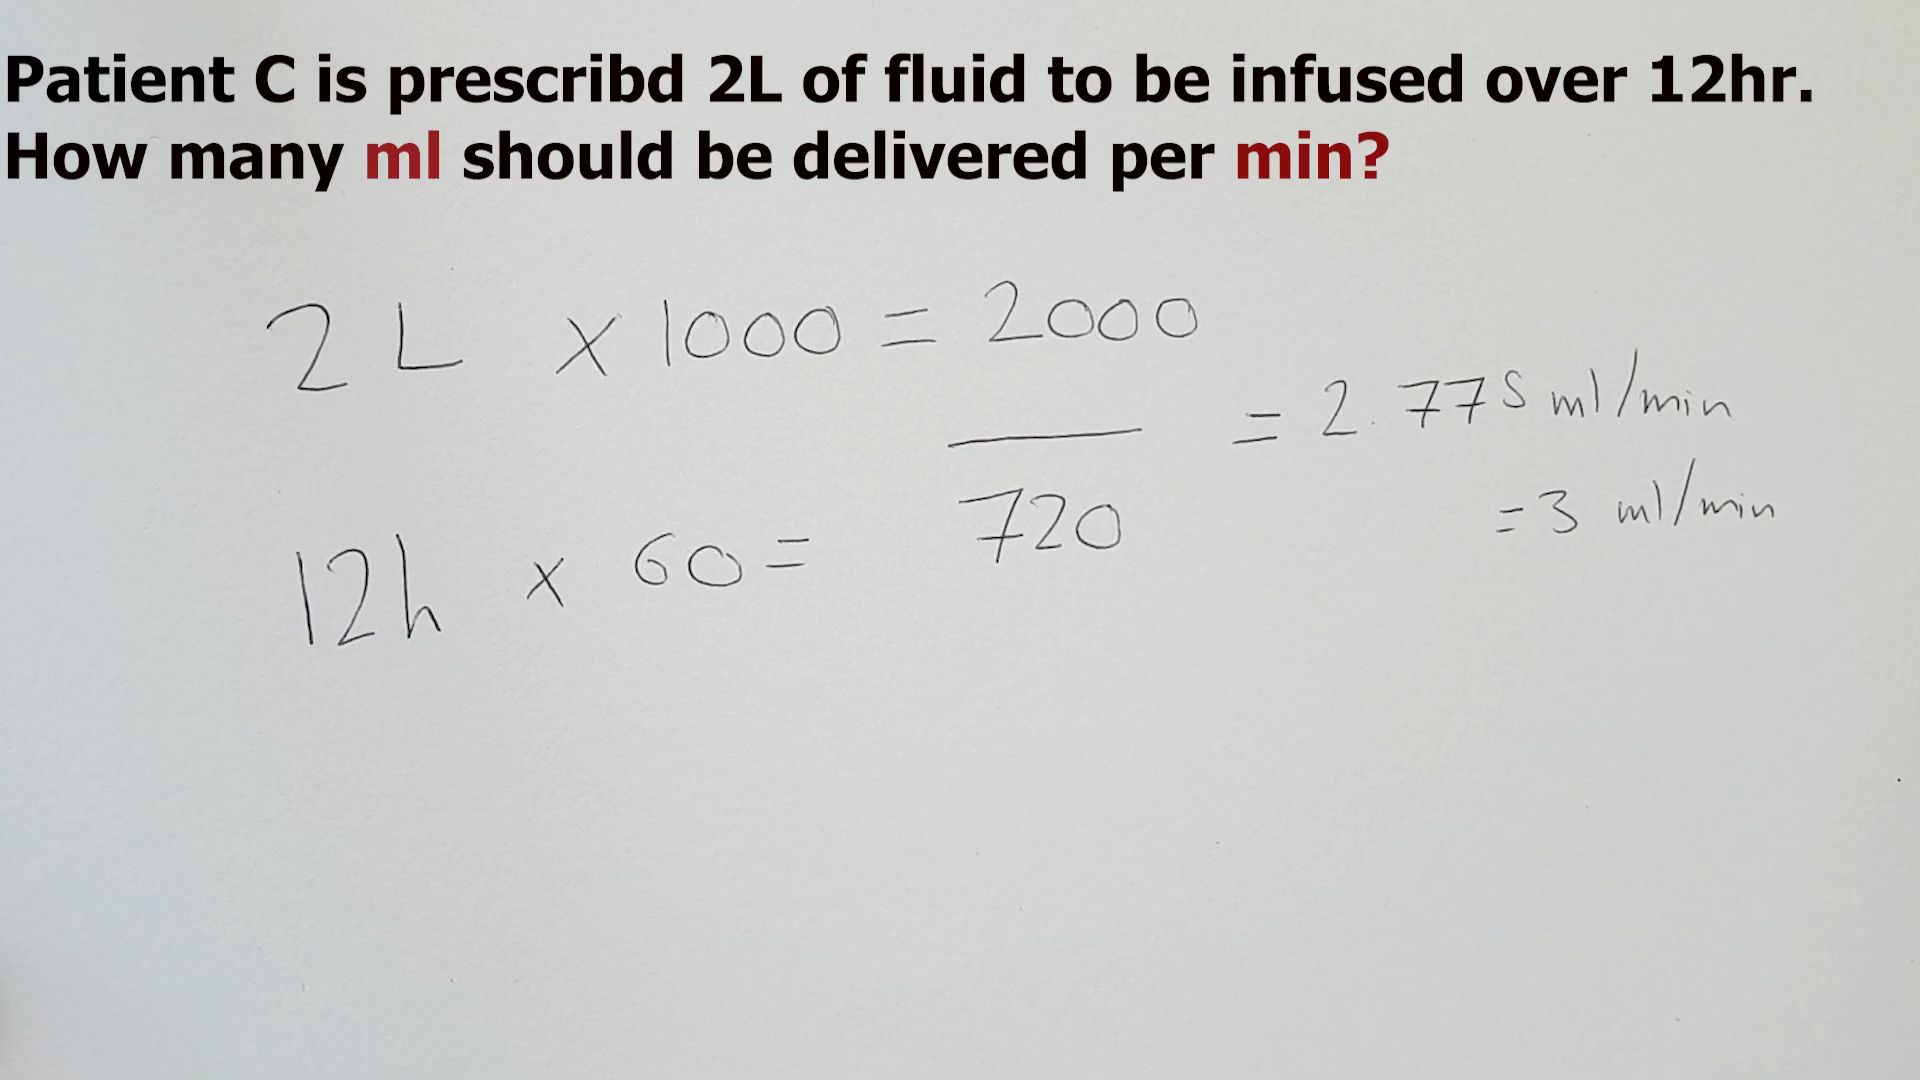 Patient C is prescribd 2L of fluid to be infused over 12hr.
How many ml should be delivered per min?
2 L x 1000 = 2000
= 2.775 ml/min
= 3 ml/min
12h x 60 = 720